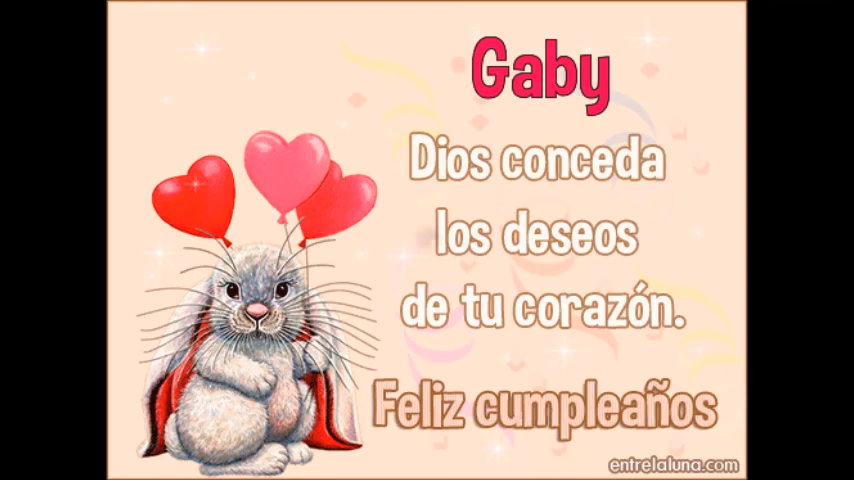 Gaby
Dios conceda
los deseos
de tu corazón.
Feliz cumpleaños
entrelaluna.com